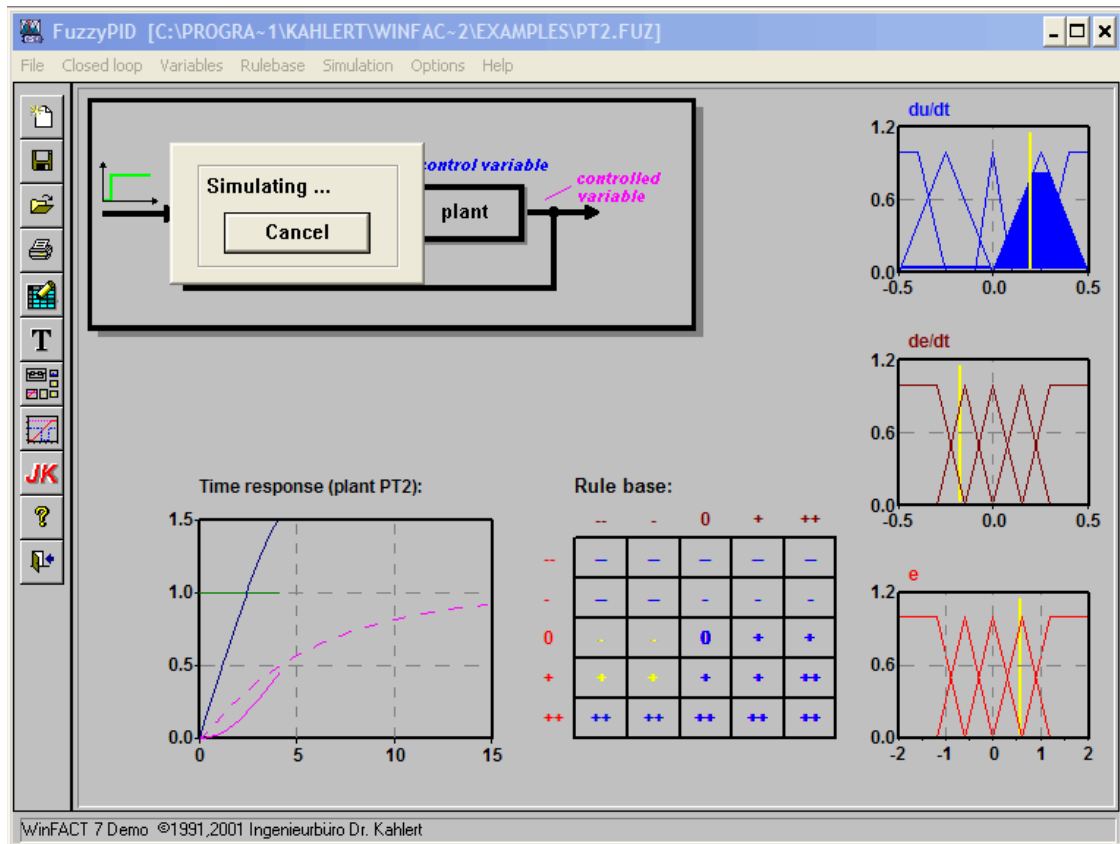 FuzzyPID [C:\PROGRA~1\KAHLERT\WINFAC~2\EXAMPLES\PT2.FUZ]
File Closed loop Variables Rulebase Simulation Options Help
T
JK
?
Simulating ...
Cancel
control variable
plant
controlled
variable
du/dt
1.2
0.6
0.0
-0.5 0.0 0.5
de/dt
1.2
0.6
0.0
-0.5 0.0 0.5
e
1.2
0.6
0.0
-2 -1 0 1 2
Time response (plant PT2):
1.5
1.0
0.5
0.0
0 5 10 15
Rule base:
-- - 0 + ++
-- -- -- -- -- --
- -- -- - - -
0 - - 0 + +
+ + + + + ++
++ ++ ++ ++ ++ ++
WinFACT 7 Demo ©1991,2001 Ingenieurbüro Dr. Kahlert